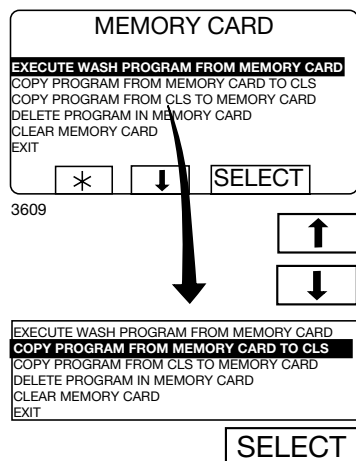 MEMORY CARD
EXECUTE WASH PROGRAM FROM MEMORY CARD
COPY PROGRAM FROM MEMORY CARD TO CLS
COPY PROGRAM FROM CLS TO MEMORY CARD
DELETE PROGRAM IN MEMORY CARD
CLEAR MEMORY CARD
EXIT
SELECT
3609
EXECUTE WASH PROGRAM FROM MEMORY CARD
COPY PROGRAM FROM MEMORY CARD TO CLS
COPY PROGRAM FROM CLS TO MEMORY CARD
DELETE PROGRAM IN MEMORY CARD
CLEAR MEMORY CARD
EXIT
SELECT